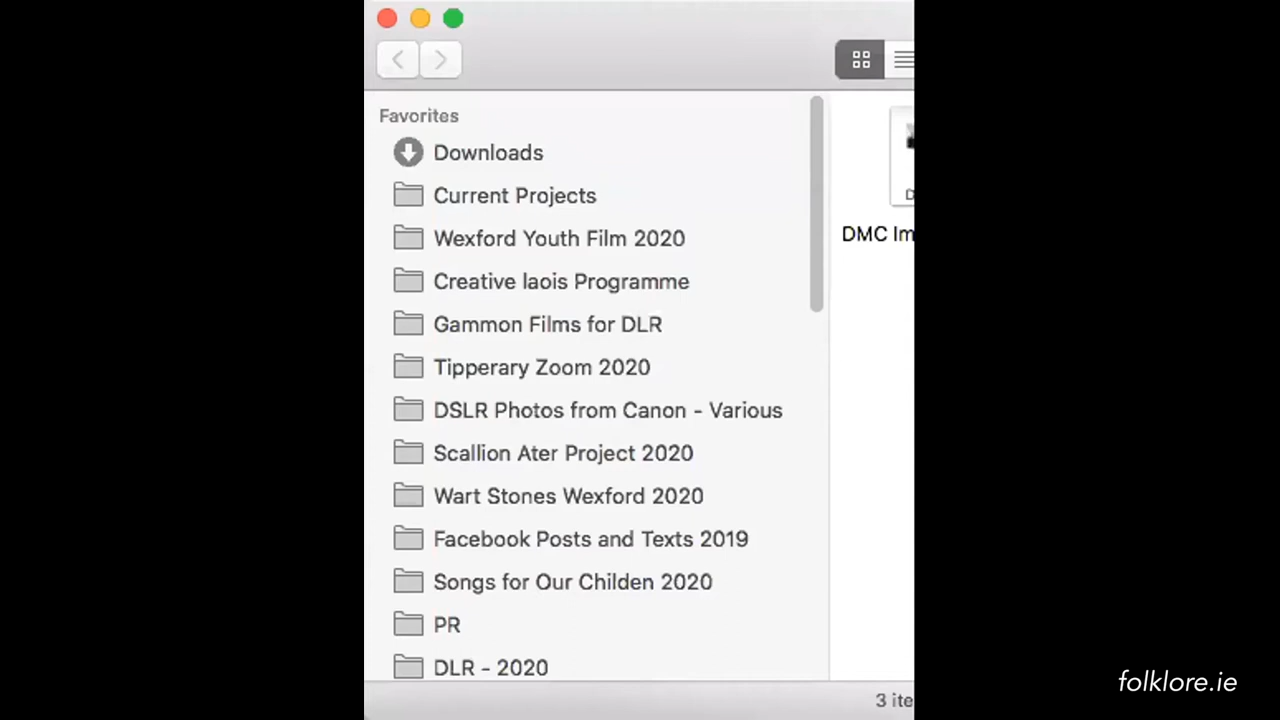 Favorites
Downloads
Current Projects
Wexford Youth Film 2020
Creative laois Programme
Gammon Films for DLR
Tipperary Zoom 2020
DSLR Photos from Canon - Various
Scallion Ater Project 2020
Wart Stones Wexford 2020
Facebook Posts and Texts 2019
Songs for Our Childen 2020
PR
DLR - 2020
DMC Im
3 ite
folklore.ie